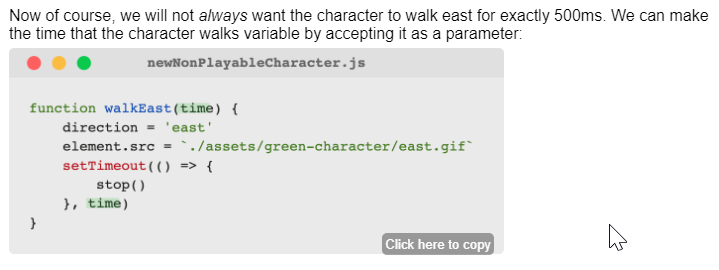 Now of course, we will not always want the character to walk east for exactly 500ms. We can make
the time that the character walks variable by accepting it as a parameter:
newNonPlayableCharacter.js
function walkEast(time) {
    direction = 'east'
    element.src = `./assets/green-character/east.gif`
    setTimeout(() => {
        stop()
    }, time)
}
Click here to copy